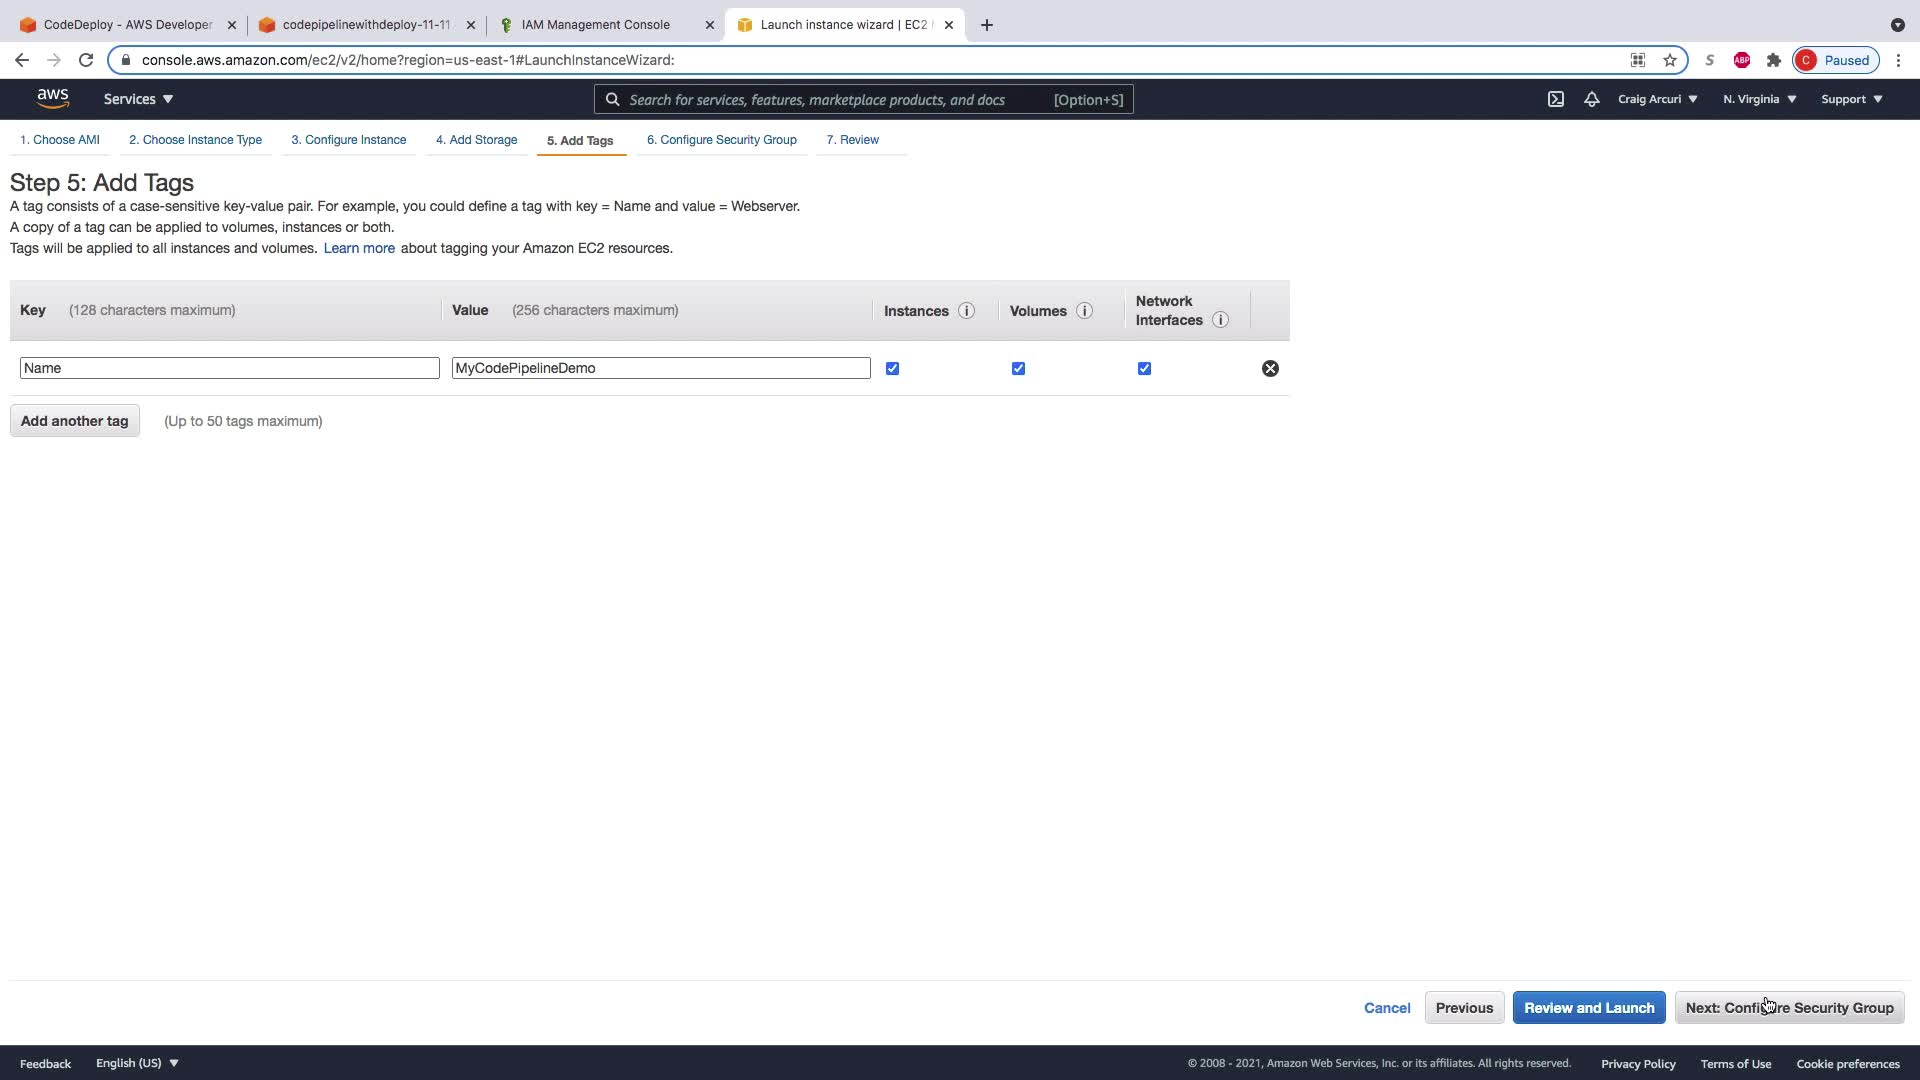 CodeDeploy - AWS Developer
codepipelinewithdeploy-11-11
IAM Management Console
Launch instance wizard | EC2
console.aws.amazon.com/ec2/v2/home?region=us-east-1#LaunchInstanceWizard:
S
ABP
C
Paused
aws
Services
Search for services, features, marketplace products, and docs
[Option+S]
Craig Arcuri
N. Virginia
Support
1. Choose AMI
2. Choose Instance Type
3. Configure Instance
4. Add Storage
5. Add Tags
6. Configure Security Group
7. Review
Step 5: Add Tags
A tag consists of a case-sensitive key-value pair. For example, you could define a tag with key = Name and value = Webserver.
A copy of a tag can be applied to volumes, instances or both.
Tags will be applied to all instances and volumes. Learn more about tagging your Amazon EC2 resources.
Key (128 characters maximum)
Value (256 characters maximum)
Instances i
Volumes i
Network
Interfaces i
Name
MyCodePipelineDemo
Add another tag
(Up to 50 tags maximum)
Cancel
Previous
Review and Launch
Next: Configure Security Group
Feedback
English (US)
© 2008 - 2021, Amazon Web Services, Inc. or its affiliates. All rights reserved.
Privacy Policy
Terms of Use
Cookie preferences